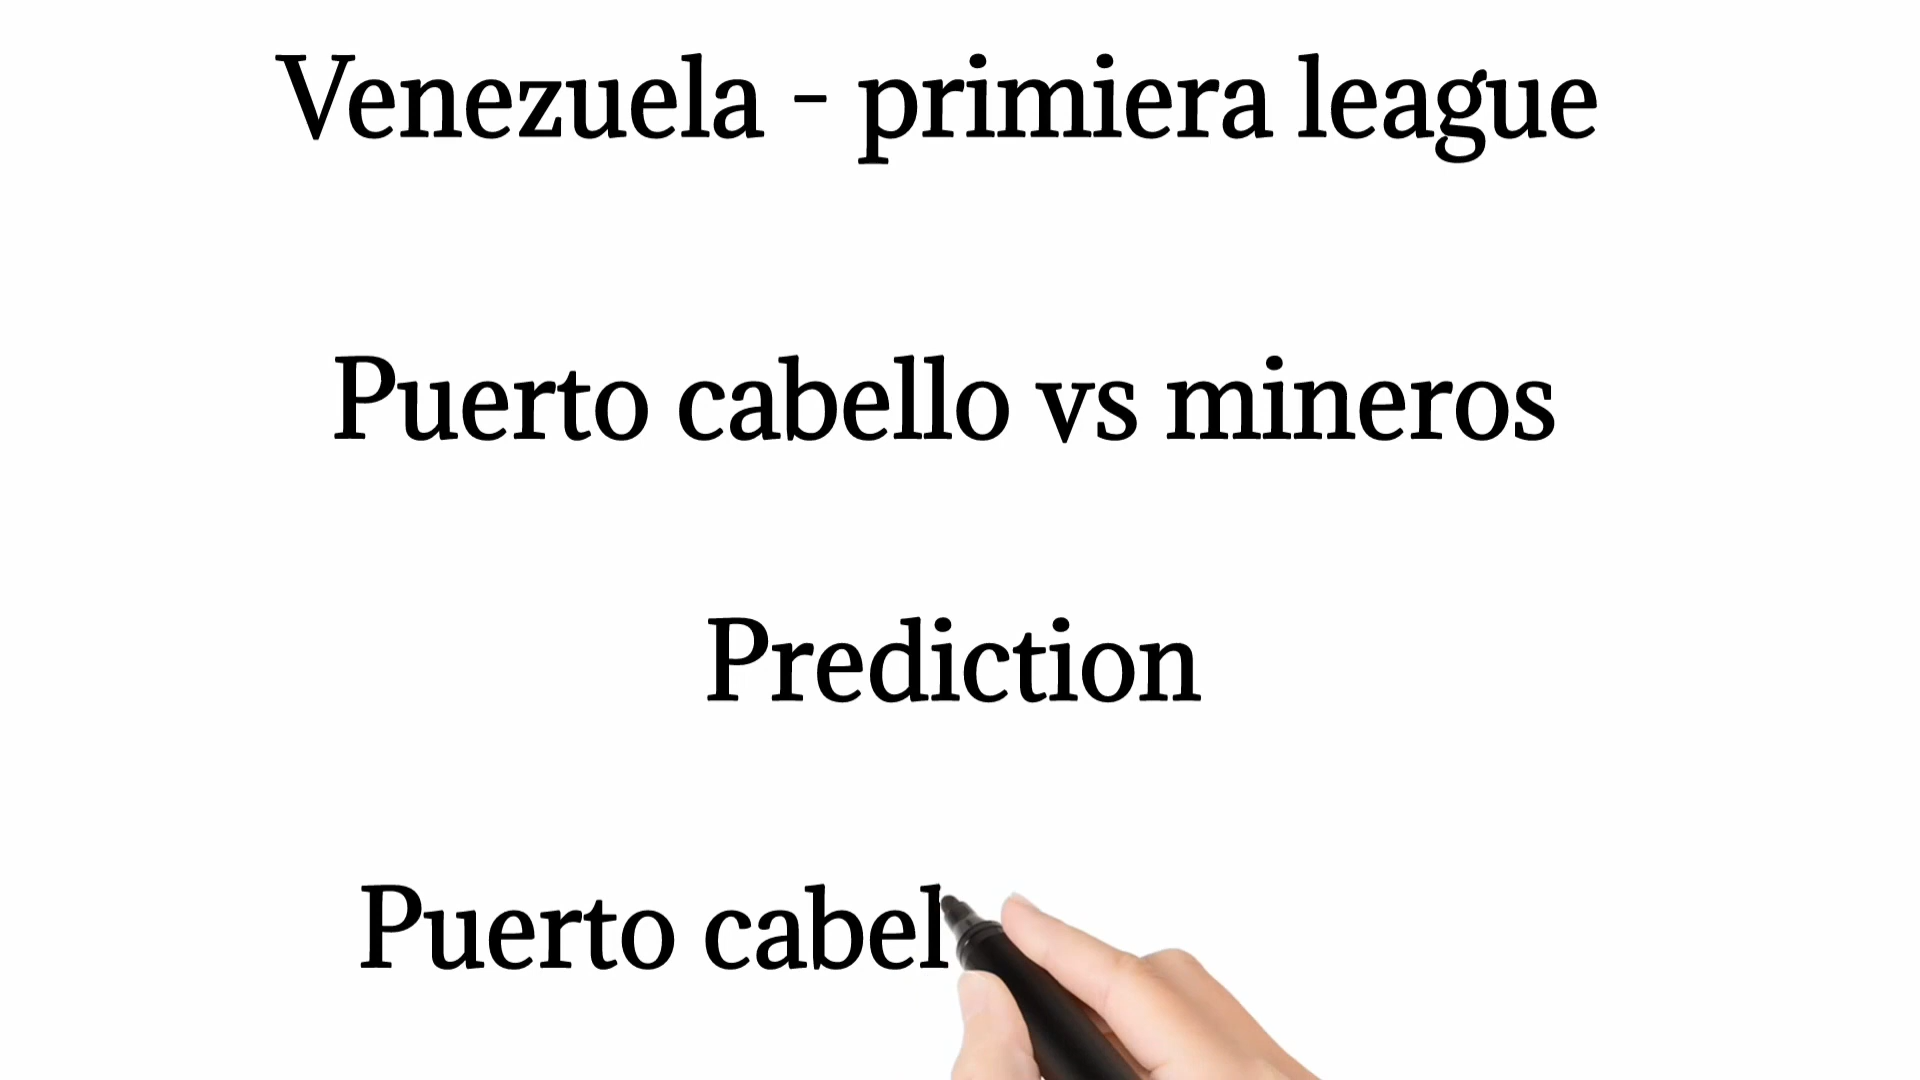 Venezuela - primiera league
Puerto cabello vs mineros
Prediction
Puerto cabel